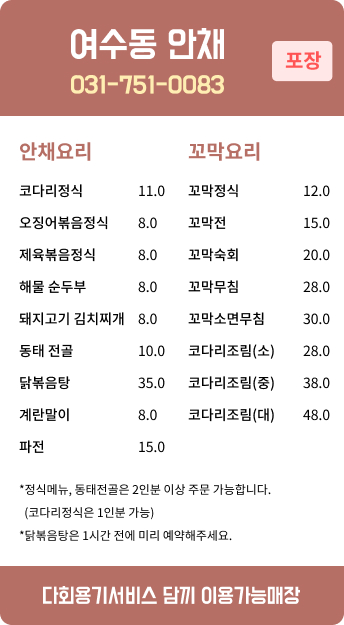 여수동 안채
031-751-0083
포장
안채요리
코다리정식 11.0
오징어볶음정식 8.0
제육볶음정식 8.0
해물 순두부 8.0
돼지고기 김치찌개 8.0
동태 전골 10.0
닭볶음탕 35.0
계란말이 8.0
파전 15.0
꼬막요리
꼬막정식 12.0
꼬막전 15.0
꼬막숙회 20.0
꼬막무침 28.0
꼬막소면무침 30.0
코다리조림(소) 28.0
코다리조림(중) 38.0
코다리조림(대) 48.0
*정식메뉴, 동태전골은 2인분 이상 주문 가능합니다.
(코다리정식은 1인분 가능)
*닭볶음탕은 1시간 전에 미리 예약해주세요.
다회용기서비스 담끼 이용가능매장